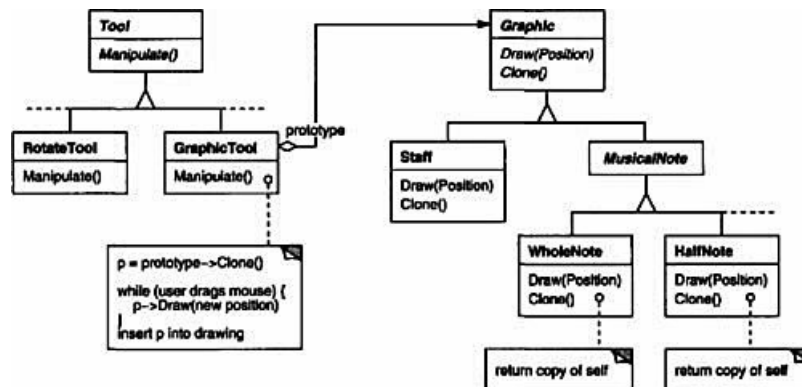 Tool
Manipulate()
RotateTool
Manipulate()
GraphicTool
Manipulate()
prototype
p = prototype->Clone()
while (user drags mouse) {
p->Draw(new position)
}
insert p into drawing
Graphic
Draw(Position)
Clone()
Staff
Draw(Position)
Clone()
MusicalNote
WholeNote
Draw(Position)
Clone()
return copy of self
HalfNote
Draw(Position)
Clone()
return copy of self